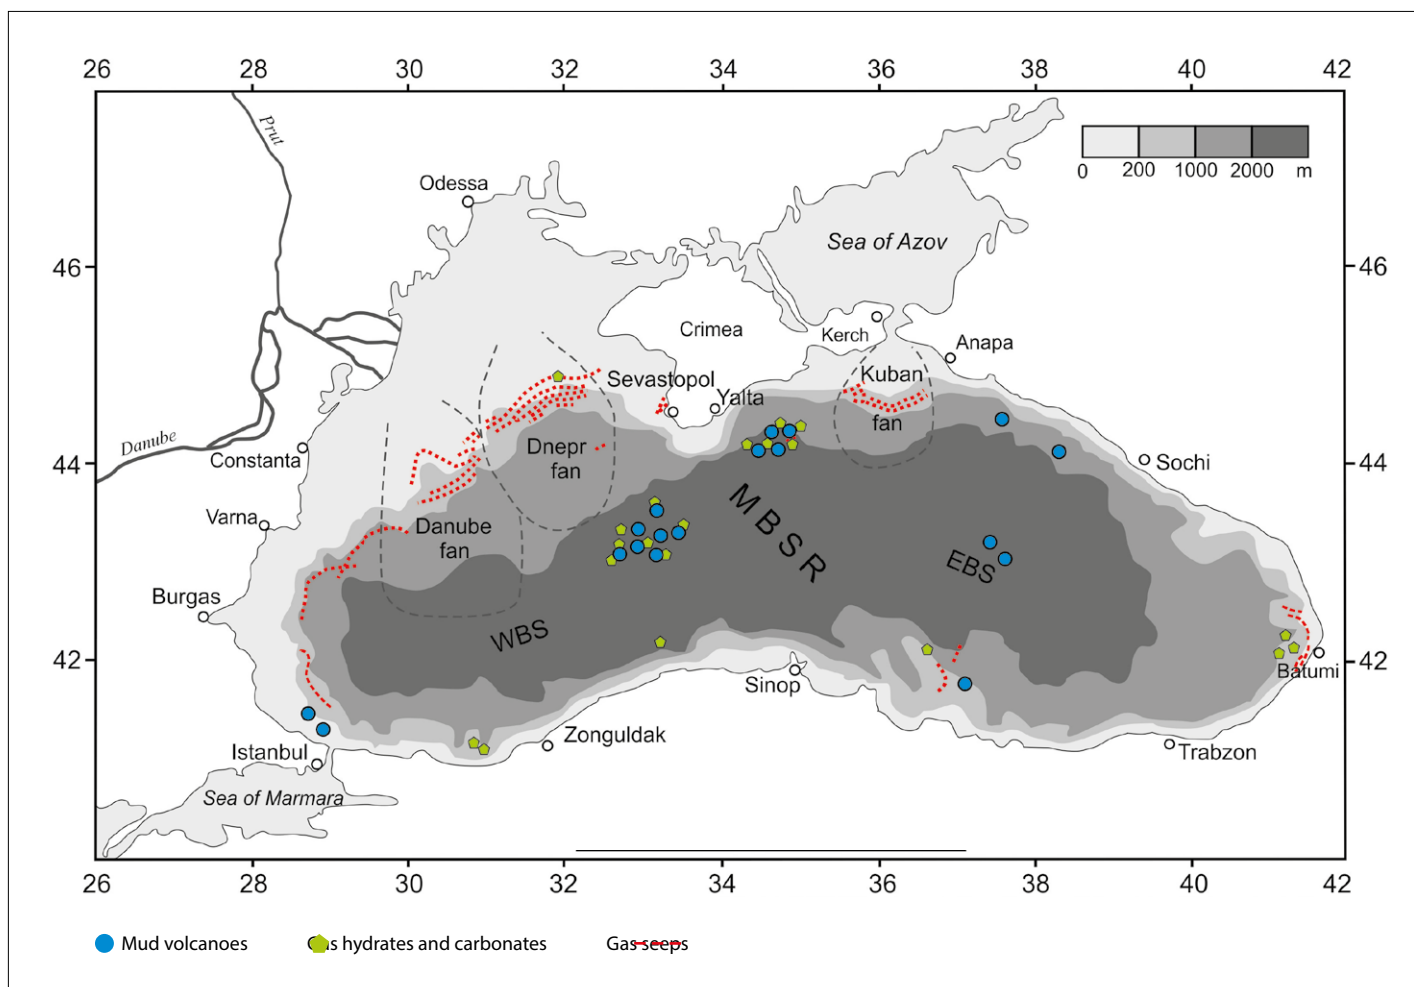 26 28 30 32 34 36 38 40 42
Prut
0 200 1000 2000 m
Odessa
Sea of Azov
46 46
Crimea
Kerch
Anapa
Sevastopol
Kuban
fan
Yalta
Danube
Constanta
Dnepr
fan
44 44
Sochi
Varna
Danube
fan
MBSR
EBS
Burgas
WBS
42 42
Sinop
Batumi
Zonguldak
Istanbul
Trabzon
Sea of Marmara
26 28 30 32 34 36 38 40 42
Mud volcanoes
Gas hydrates and carbonates
Gas seeps